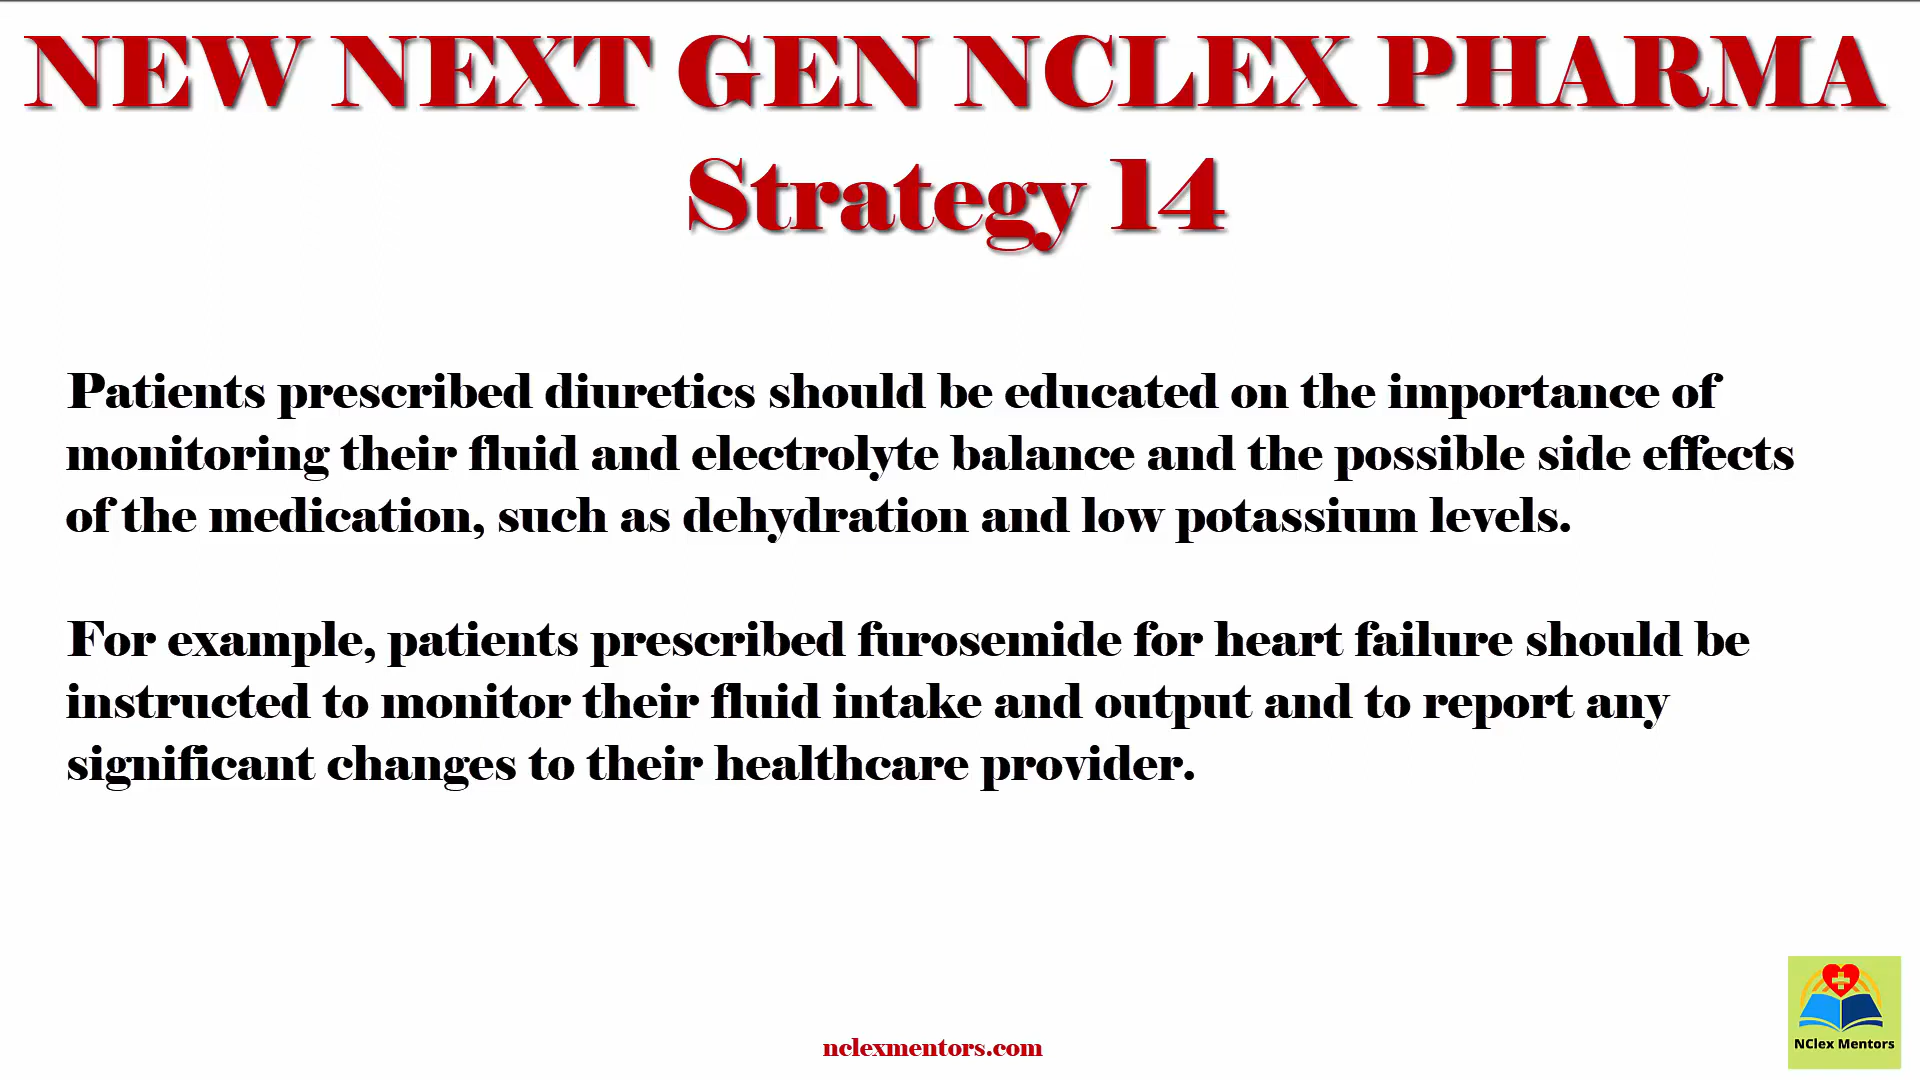 NEW NEXT GEN NCLEX PHARMA
Strategy 14
Patients prescribed diuretics should be educated on the importance of
monitoring their fluid and electrolyte balance and the possible side effects
of the medication, such as dehydration and low potassium levels.
For example, patients prescribed furosemide for heart failure should be
instructed to monitor their fluid intake and output and to report any
significant changes to their healthcare provider.
nclexmentors.com
NClex Mentors